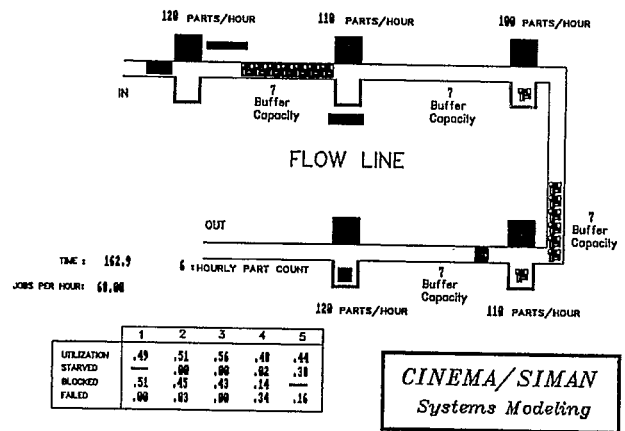 120 PARTS/HOUR
110 PARTS/HOUR
100 PARTS/HOUR
IN
7
Buffer
Capacity
7
Buffer
Capacity
FLOW LINE
7
Buffer
Capacity
OUT
TIME : 162.9
6 :HOURLY PART COUNT
7
Buffer
Capacity
JOBS PER HOUR: 60.00
120 PARTS/HOUR
110 PARTS/HOUR
1 2 3 4 5
UTILIZATION .49 .51 .56 .48 .44
STARVED — .00 .00 .02 .38
BLOCKED .51 .45 .43 .14 —
FAILED .00 .03 .00 .34 .16
CINEMA/SIMAN
Systems Modeling